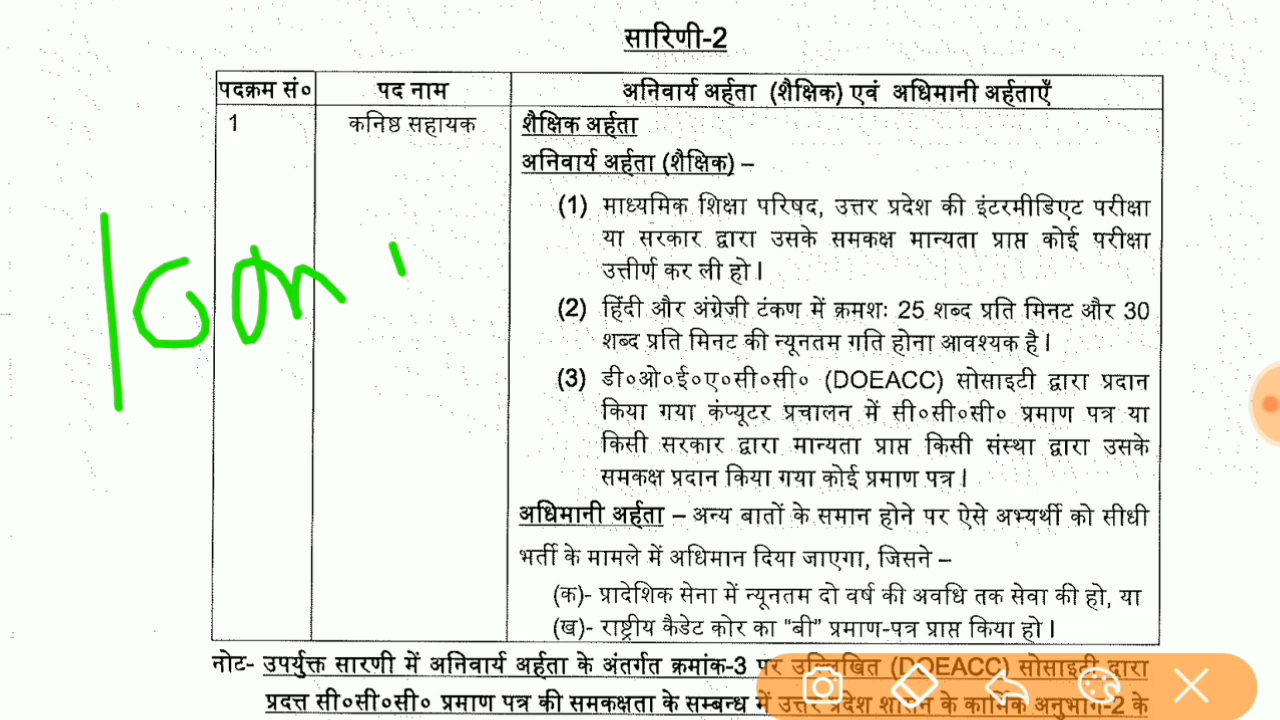 सारिणी-2
पदक्रम सं० पद नाम अनिवार्य अर्हता (शैक्षिक) एवं अधिमानी अर्हताएँ
1 कनिष्ठ सहायक शैक्षिक अर्हता
अनिवार्य अर्हता (शैक्षिक) –
(1) माध्यमिक शिक्षा परिषद, उत्तर प्रदेश की इंटरमीडिएट परीक्षा
या सरकार द्वारा उसके समकक्ष मान्यता प्राप्त कोई परीक्षा
उत्तीर्ण कर ली हो।
(2) हिंदी और अंग्रेजी टंकण में क्रमशः 25 शब्द प्रति मिनट और 30
शब्द प्रति मिनट की न्यूनतम गति होना आवश्यक है।
(3) डी०ओ०ई०ए०सी०सी० (DOEACC) सोसाइटी द्वारा प्रदान
किया गया कंप्यूटर प्रचालन में सी०सी०सी० प्रमाण पत्र या
किसी सरकार द्वारा मान्यता प्राप्त किसी संस्था द्वारा उसके
समकक्ष प्रदान किया गया कोई प्रमाण पत्र।
अधिमानी अर्हता – अन्य बातों के समान होने पर ऐसे अभ्यर्थी को सीधी
भर्ती के मामले में अधिमान दिया जाएगा, जिसने –
(क)- प्रादेशिक सेना में न्यूनतम दो वर्ष की अवधि तक सेवा की हो, या
(ख)- राष्ट्रीय कैडेट कोर का "बी" प्रमाण-पत्र प्राप्त किया हो।
नोट- उपर्युक्त सारणी में अनिवार्य अर्हता के अंतर्गत क्रमांक-3 पर उल्लिखित (DOEACC) सोसाइटी द्वारा
प्रदत्त सी०सी०सी० प्रमाण पत्र की समकक्षता के सम्बन्ध में उत्तर प्रदेश शासन के कार्मिक अनुभाग-2 के